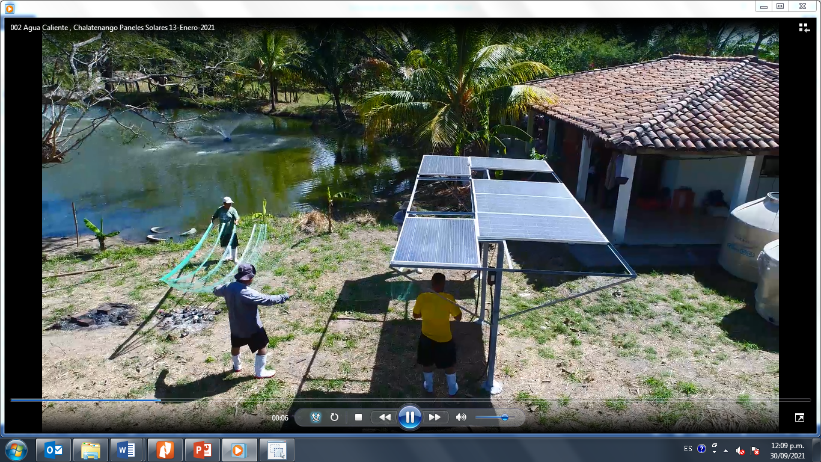 002 Agua Caliente , Chalatenango Paneles Solares 13-Enero-2021
00:06
ES
12:09 p.m.
30/09/2021